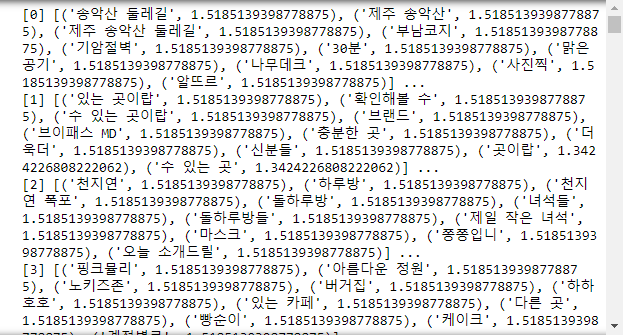 [0] [('송악산 둘레길', 1.5185139398778875), ('제주 송악산', 1.518513939877887
5), ('제주 송악산 둘레길', 1.5185139398778875), ('부남코지', 1.51851393987788
75), ('기암절벽', 1.5185139398778875), ('30분', 1.5185139398778875), ('맑은
공기', 1.5185139398778875), ('나무데크', 1.5185139398778875), ('사진찍', 1.5
185139398778875), ('알뜨르', 1.5185139398778875)] ...
[1] [('있는 곳이랍', 1.5185139398778875), ('확인해볼 수', 1.518513939877887
5), ('수 있는 곳이랍', 1.5185139398778875), ('브랜드', 1.5185139398778875),
('브이패스 MD', 1.5185139398778875), ('충분한 곳', 1.5185139398778875), ('더
욱더', 1.5185139398778875), ('신분들', 1.5185139398778875), ('곳이랍', 1.342
4226808222062), ('수 있는 곳', 1.3424226808222062)] ...
[2] [('천지연', 1.5185139398778875), ('하루방', 1.5185139398778875), ('천지
연 폭포', 1.5185139398778875), ('돌하루방', 1.5185139398778875), ('녀석들',
1.5185139398778875), ('돌하루방들', 1.5185139398778875), ('제일 작은 녀석',
1.5185139398778875), ('마스크', 1.5185139398778875), ('쫑쫑입니', 1.51851393
98778875), ('오늘 소개드릴', 1.5185139398778875)] ...
[3] [('핑크뮬리', 1.5185139398778875), ('아름다운 정원', 1.518513939877887
5), ('노키즈존', 1.5185139398778875), ('버거집', 1.5185139398778875), ('하하
호호', 1.5185139398778875), ('있는 카페', 1.5185139398778875), ('다른 곳',
1.5185139398778875), ('빵순이', 1.5185139398778875), ('케이크', 1.5185139398